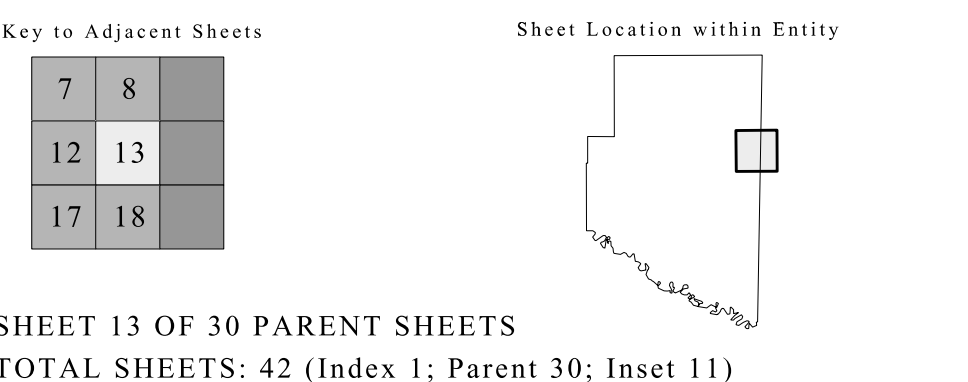 Key to Adjacent Sheets
Sheet Location within Entity
7 8
12 13
17 18
SHEET 13 OF 30 PARENT SHEETS
TOTAL SHEETS: 42 (Index 1; Parent 30; Inset 11)